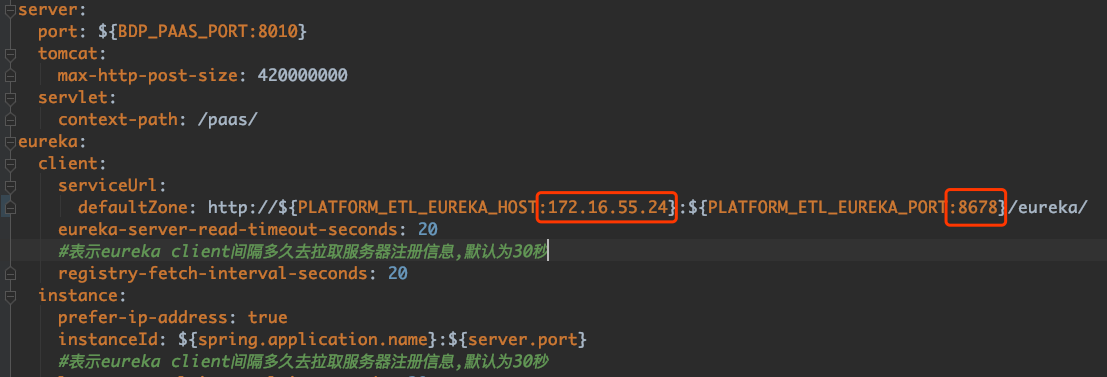 server:
port: ${BDP_PAAS_PORT:8010}
tomcat:
max-http-post-size: 420000000
servlet:
context-path: /paas/
eureka:
client:
serviceUrl:
defaultZone: http://${PLATFORM_ETL_EUREKA_HOST:172.16.55.24}:${PLATFORM_ETL_EUREKA_PORT:8678}/eureka/
eureka-server-read-timeout-seconds: 20
#表示eureka client间隔多久去拉取服务器注册信息,默认为30秒
registry-fetch-interval-seconds: 20
instance:
prefer-ip-address: true
instanceId: ${spring.application.name}:${server.port}
#表示eureka client间隔多久去拉取服务器注册信息,默认为30秒